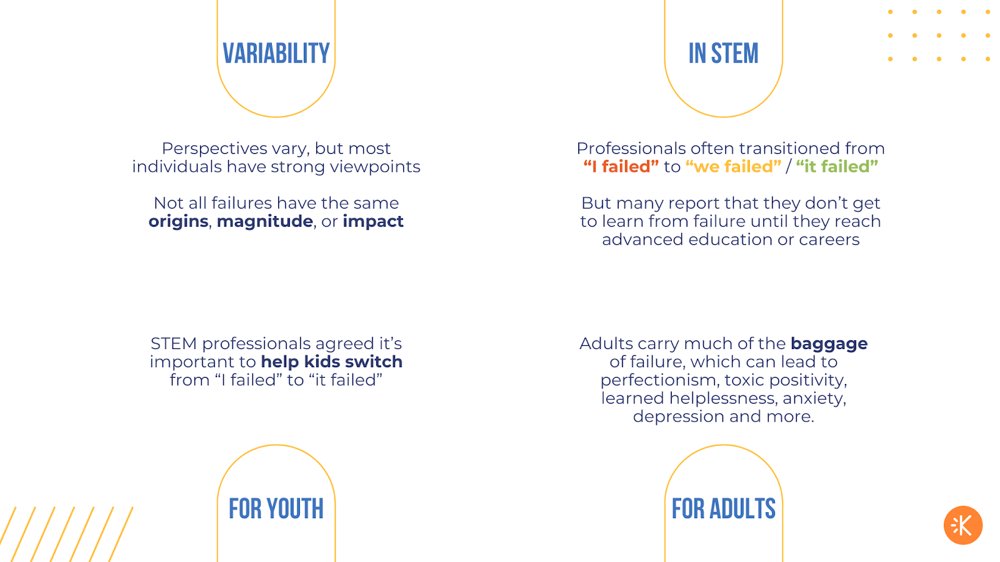 VARIABILITY
Perspectives vary, but most
individuals have strong viewpoints
Not all failures have the same
origins, magnitude, or impact
IN STEM
Professionals often transitioned from
“I failed” to “we failed” / “it failed”
But many report that they don’t get
to learn from failure until they reach
advanced education or careers
STEM professionals agreed it’s
important to help kids switch
from “I failed” to “it failed”
FOR YOUTH
Adults carry much of the baggage
of failure, which can lead to
perfectionism, toxic positivity,
learned helplessness, anxiety,
depression and more.
FOR ADULTS
K